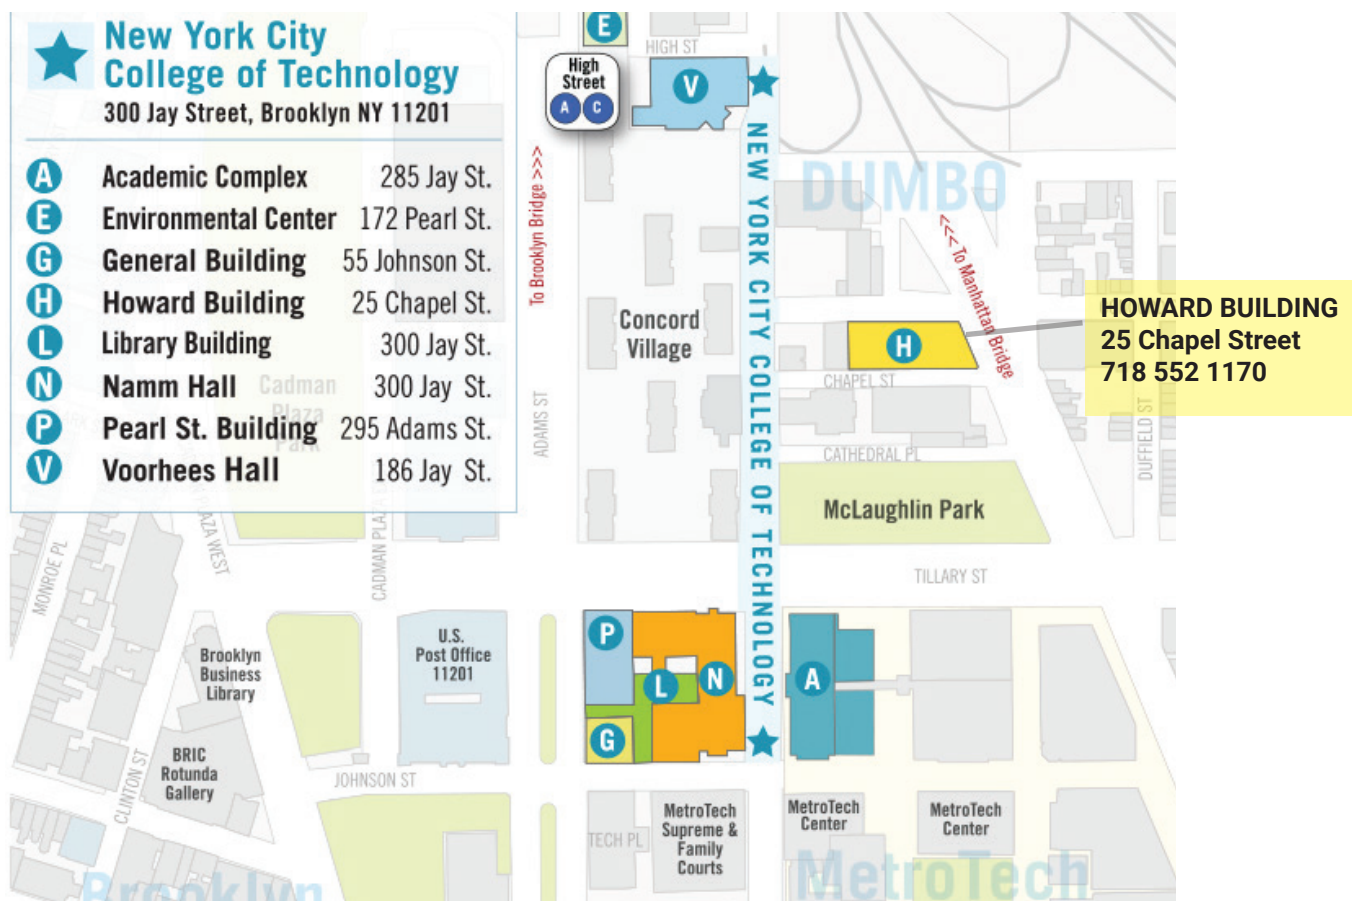 New York City
College of Technology
300 Jay Street, Brooklyn NY 11201
A Academic Complex 285 Jay St.
E Environmental Center 172 Pearl St.
G General Building 55 Johnson St.
H Howard Building 25 Chapel St.
L Library Building 300 Jay St.
N Namm Hall 300 Jay St.
P Pearl St. Building 295 Adams St.
V Voorhees Hall 186 Jay St.
Cadman
Plaza
Park
E
HIGH ST
High
Street
A C
V
To Brooklyn Bridge >>>
NEW YORK CITY COLLEGE OF TECHNOLOGY
DUMBO
<<< To Manhattan Bridge
HOWARD BUILDING
25 Chapel Street
718 552 1170
Concord
Village
H
CHAPEL ST
ADAMS ST
CATHEDRAL PL
DUFFIELD ST
McLaughlin Park
PLAZA WEST
CADMAN PLAZA
MONROE PL
TILLARY ST
Brooklyn
Business
Library
U.S.
Post Office
11201
P
L
N
A
G
BRIC
Rotunda
Gallery
CLINTON ST
JOHNSON ST
TECH PL
MetroTech
Supreme &
Family
Courts
MetroTech
Center
MetroTech
Center
Brooklyn
MetroTech